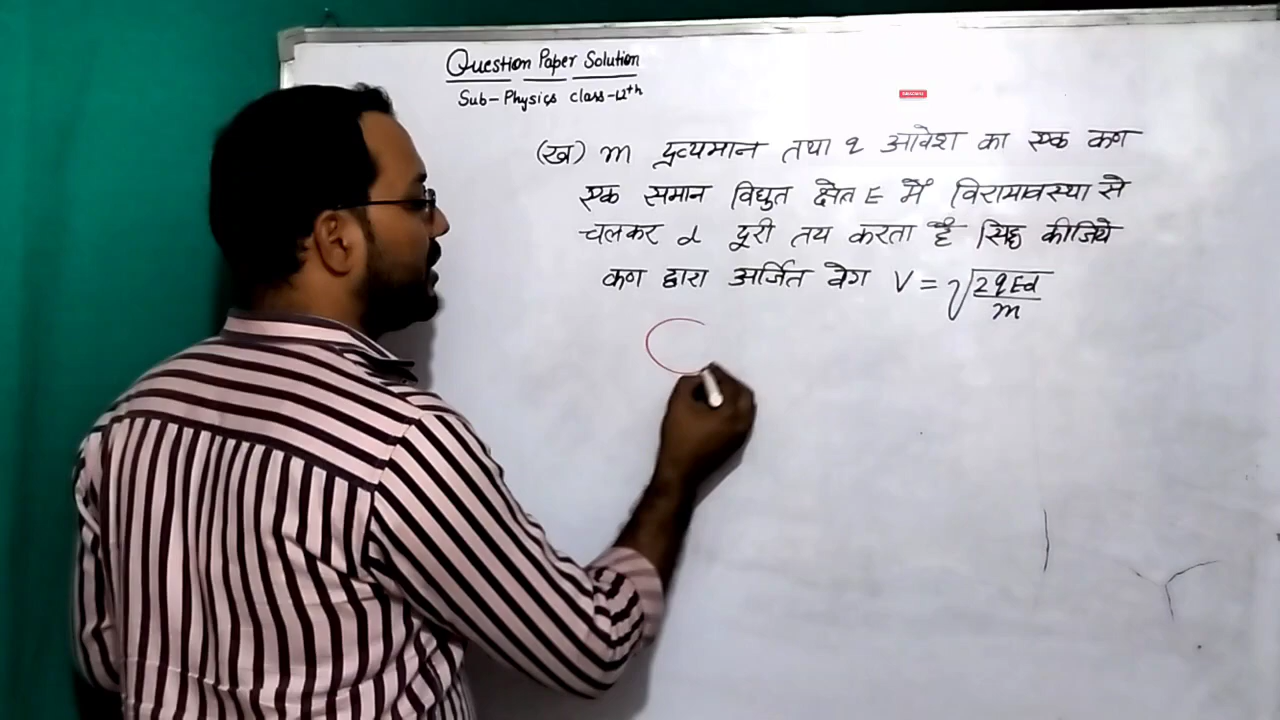 Question Paper Solution
Sub-Physics class-12th
(ख) m द्रव्यमान तथा q आवेश का एक कण
एक समान विद्युत क्षेत्र E में विरामावस्था से
चलकर d दूरी तय करता है सिद्ध कीजिये
कण द्वारा अर्जित वेग V = √(2qEd/m)